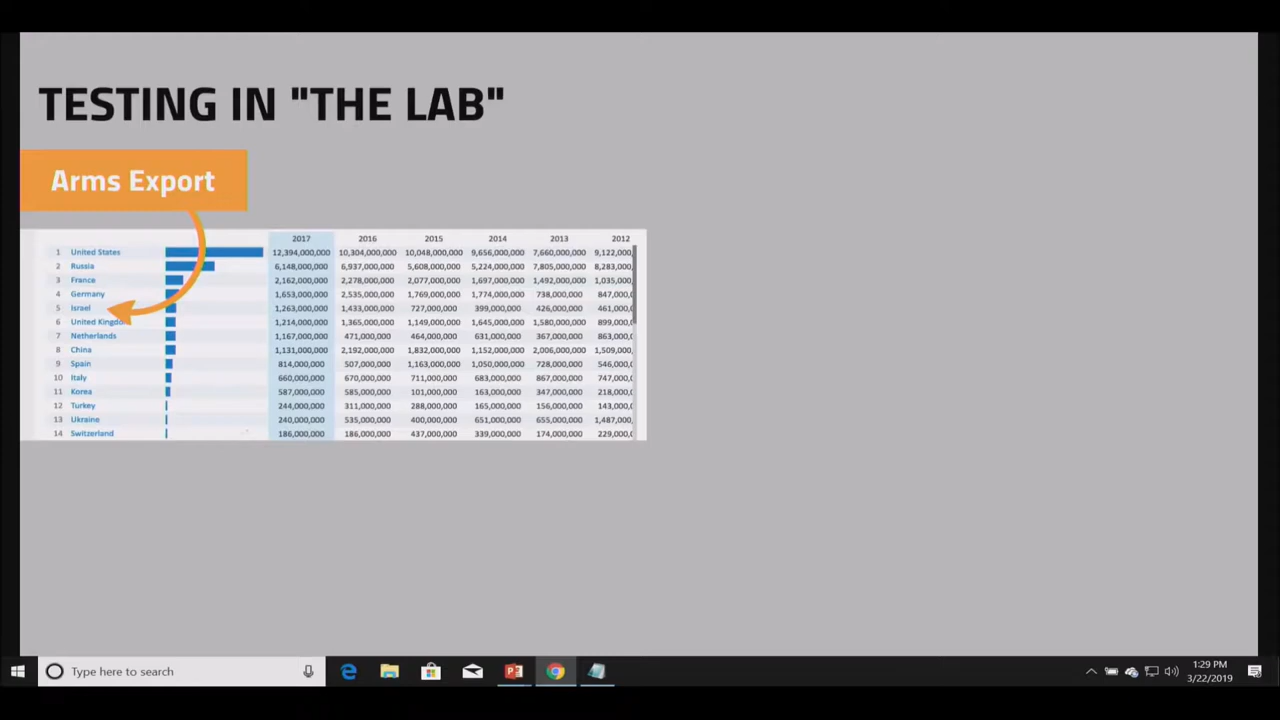 TESTING IN "THE LAB"
Arms Export
2017 2016 2015 2014 2013 2012
1 United States 12,394,000,000 10,304,000,000 10,048,000,000 9,656,000,000 7,660,000,000 9,122,000,
2 Russia 6,148,000,000 6,937,000,000 5,608,000,000 5,224,000,000 7,805,000,000 8,283,000,
3 France 2,162,000,000 2,278,000,000 2,077,000,000 1,697,000,000 1,492,000,000 1,035,000,
4 Germany 1,653,000,000 2,535,000,000 1,769,000,000 1,774,000,000 738,000,000 847,000,
5 Israel 1,263,000,000 1,433,000,000 727,000,000 399,000,000 426,000,000 461,000,
6 United Kingdo 1,214,000,000 1,365,000,000 1,149,000,000 1,645,000,000 1,580,000,000 899,000,
7 Netherlands 1,167,000,000 471,000,000 464,000,000 631,000,000 367,000,000 863,000,
8 China 1,131,000,000 2,192,000,000 1,832,000,000 1,152,000,000 2,006,000,000 1,509,000,
9 Spain 814,000,000 507,000,000 1,163,000,000 1,050,000,000 728,000,000 546,000,
10 Italy 660,000,000 670,000,000 711,000,000 683,000,000 867,000,000 747,000,
11 Korea 587,000,000 585,000,000 101,000,000 163,000,000 347,000,000 218,000,
12 Turkey 244,000,000 311,000,000 288,000,000 165,000,000 156,000,000 143,000,
13 Ukraine 240,000,000 535,000,000 400,000,000 651,000,000 655,000,000 1,487,000,
14 Switzerland 186,000,000 186,000,000 437,000,000 339,000,000 174,000,000 229,000,
Type here to search
1:29 PM
3/22/2019